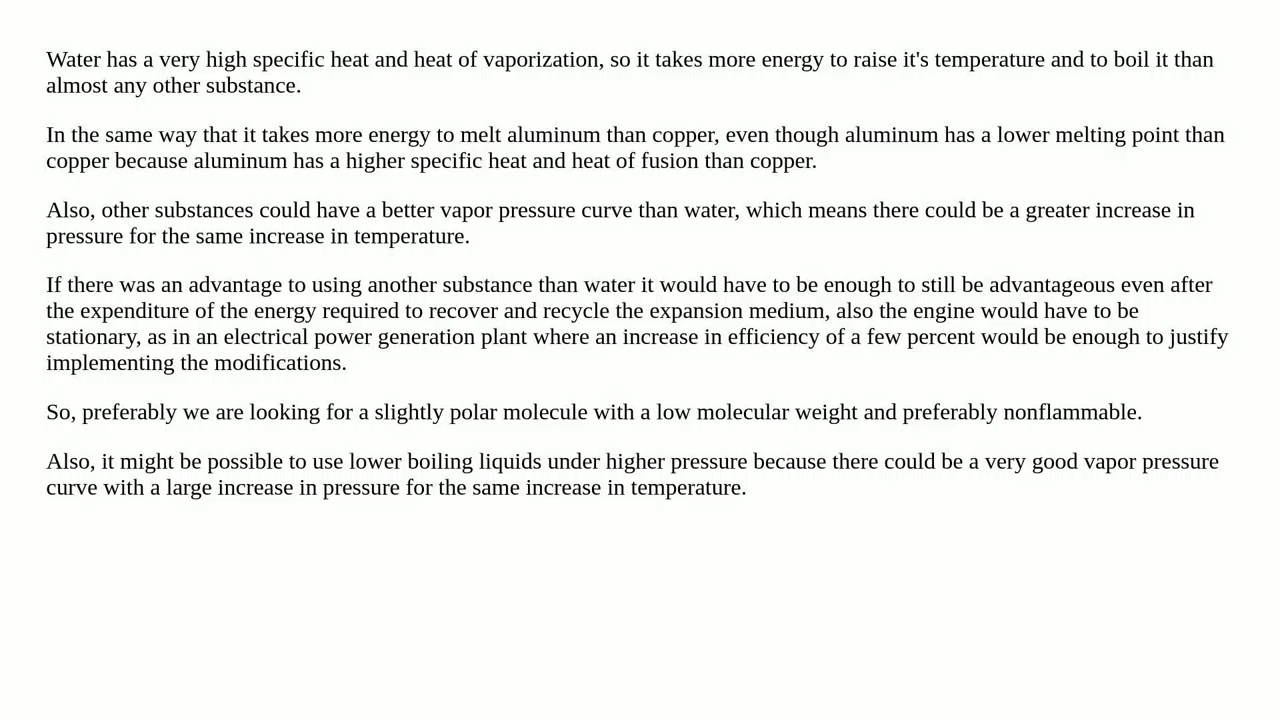 Water has a very high specific heat and heat of vaporization, so it takes more energy to raise it's temperature and to boil it than
almost any other substance.
In the same way that it takes more energy to melt aluminum than copper, even though aluminum has a lower melting point than
copper because aluminum has a higher specific heat and heat of fusion than copper.
Also, other substances could have a better vapor pressure curve than water, which means there could be a greater increase in
pressure for the same increase in temperature.
If there was an advantage to using another substance than water it would have to be enough to still be advantageous even after
the expenditure of the energy required to recover and recycle the expansion medium, also the engine would have to be
stationary, as in an electrical power generation plant where an increase in efficiency of a few percent would be enough to justify
implementing the modifications.
So, preferably we are looking for a slightly polar molecule with a low molecular weight and preferably nonflammable.
Also, it might be possible to use lower boiling liquids under higher pressure because there could be a very good vapor pressure
curve with a large increase in pressure for the same increase in temperature.